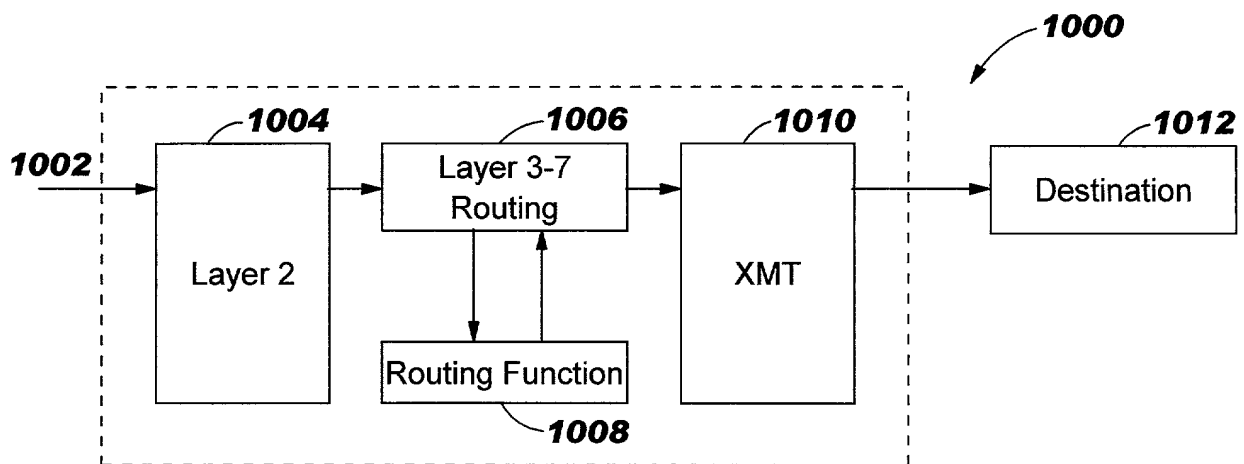 1000
1004
1006
1010
1012
1002
Layer 3-7
Routing
Destination
Layer 2
XMT
Routing Function
1008